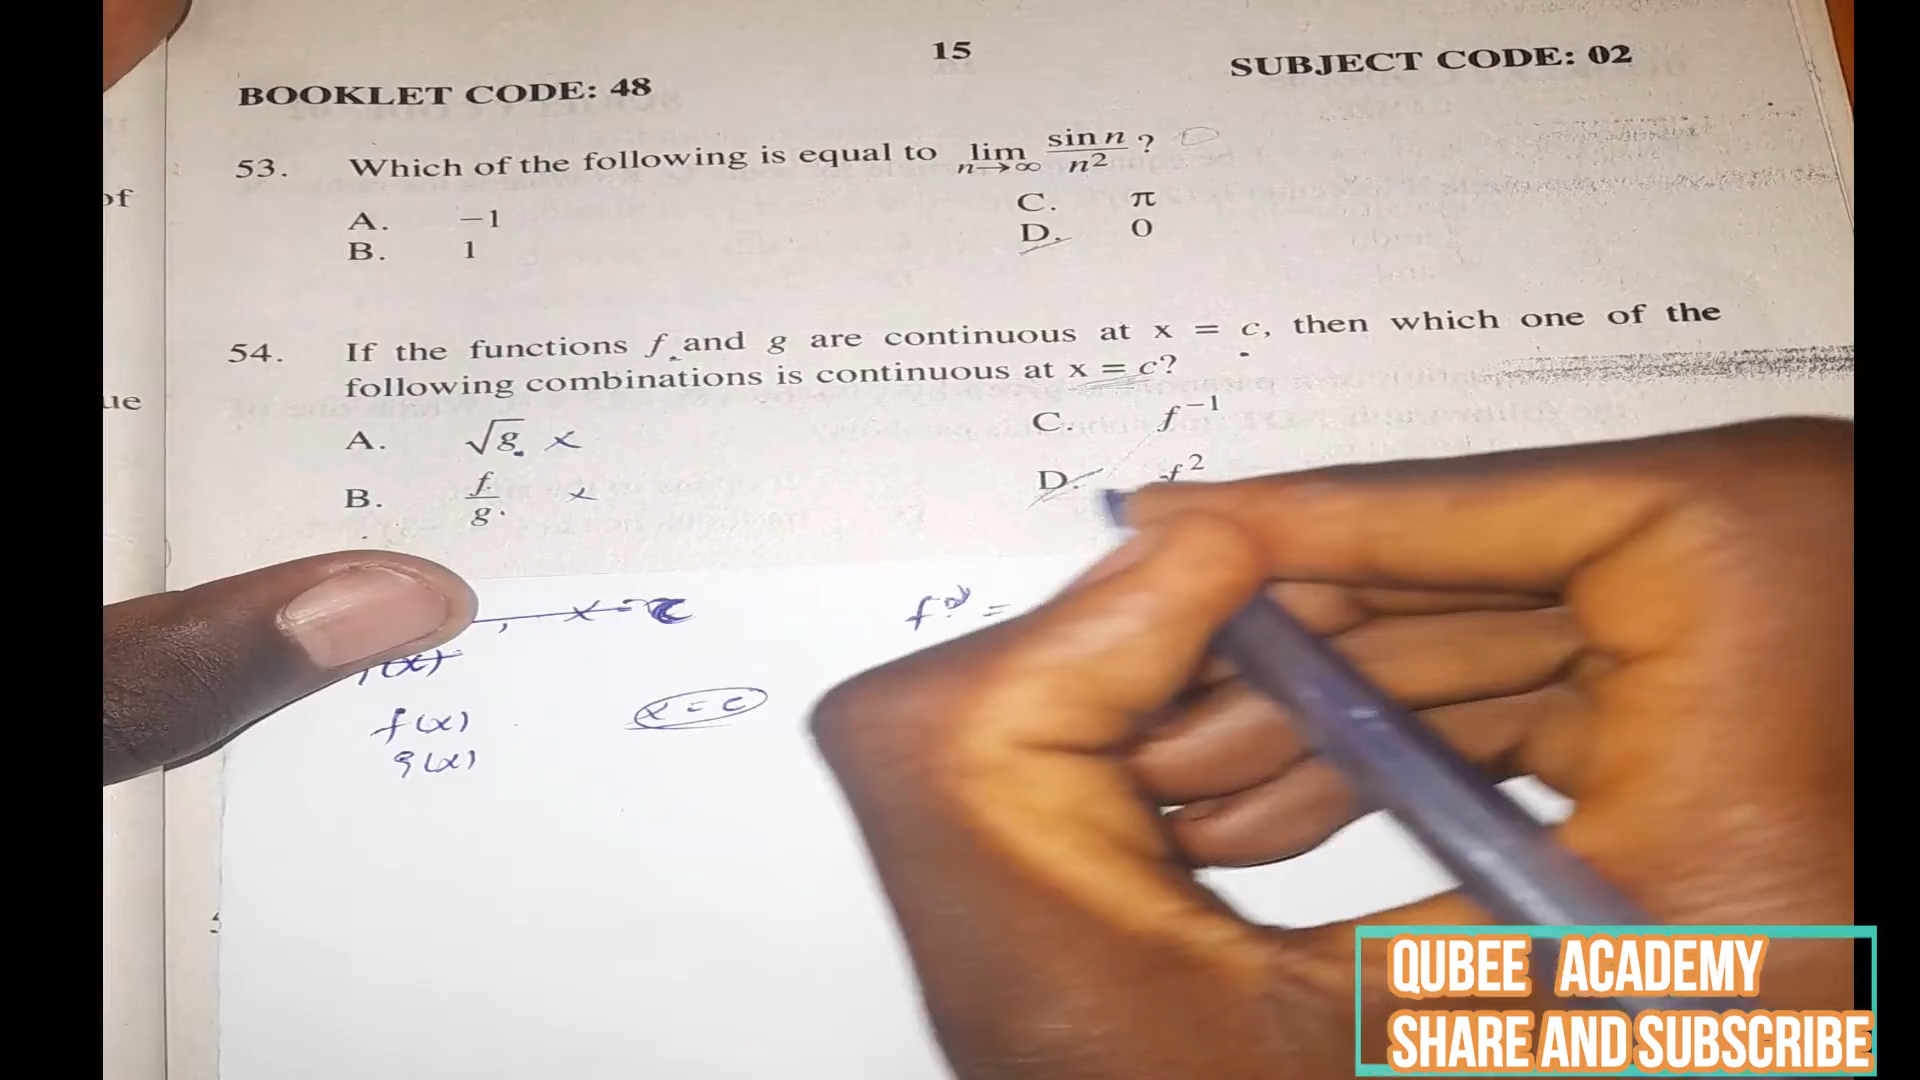 15
BOOKLET CODE: 48
SUBJECT CODE: 02
53. Which of the following is equal to lim n→∞ sin n / n² ?
A. −1
B. 1
C. π
D. 0
of
54. If the functions f and g are continuous at x = c, then which one of the
following combinations is continuous at x = c?
ue
A. √g ×
B. f/g ×
C. f⁻¹
D. f²
f(x)
f(x)
g(x)
x = c
QUBEE ACADEMY
SHARE AND SUBSCRIBE